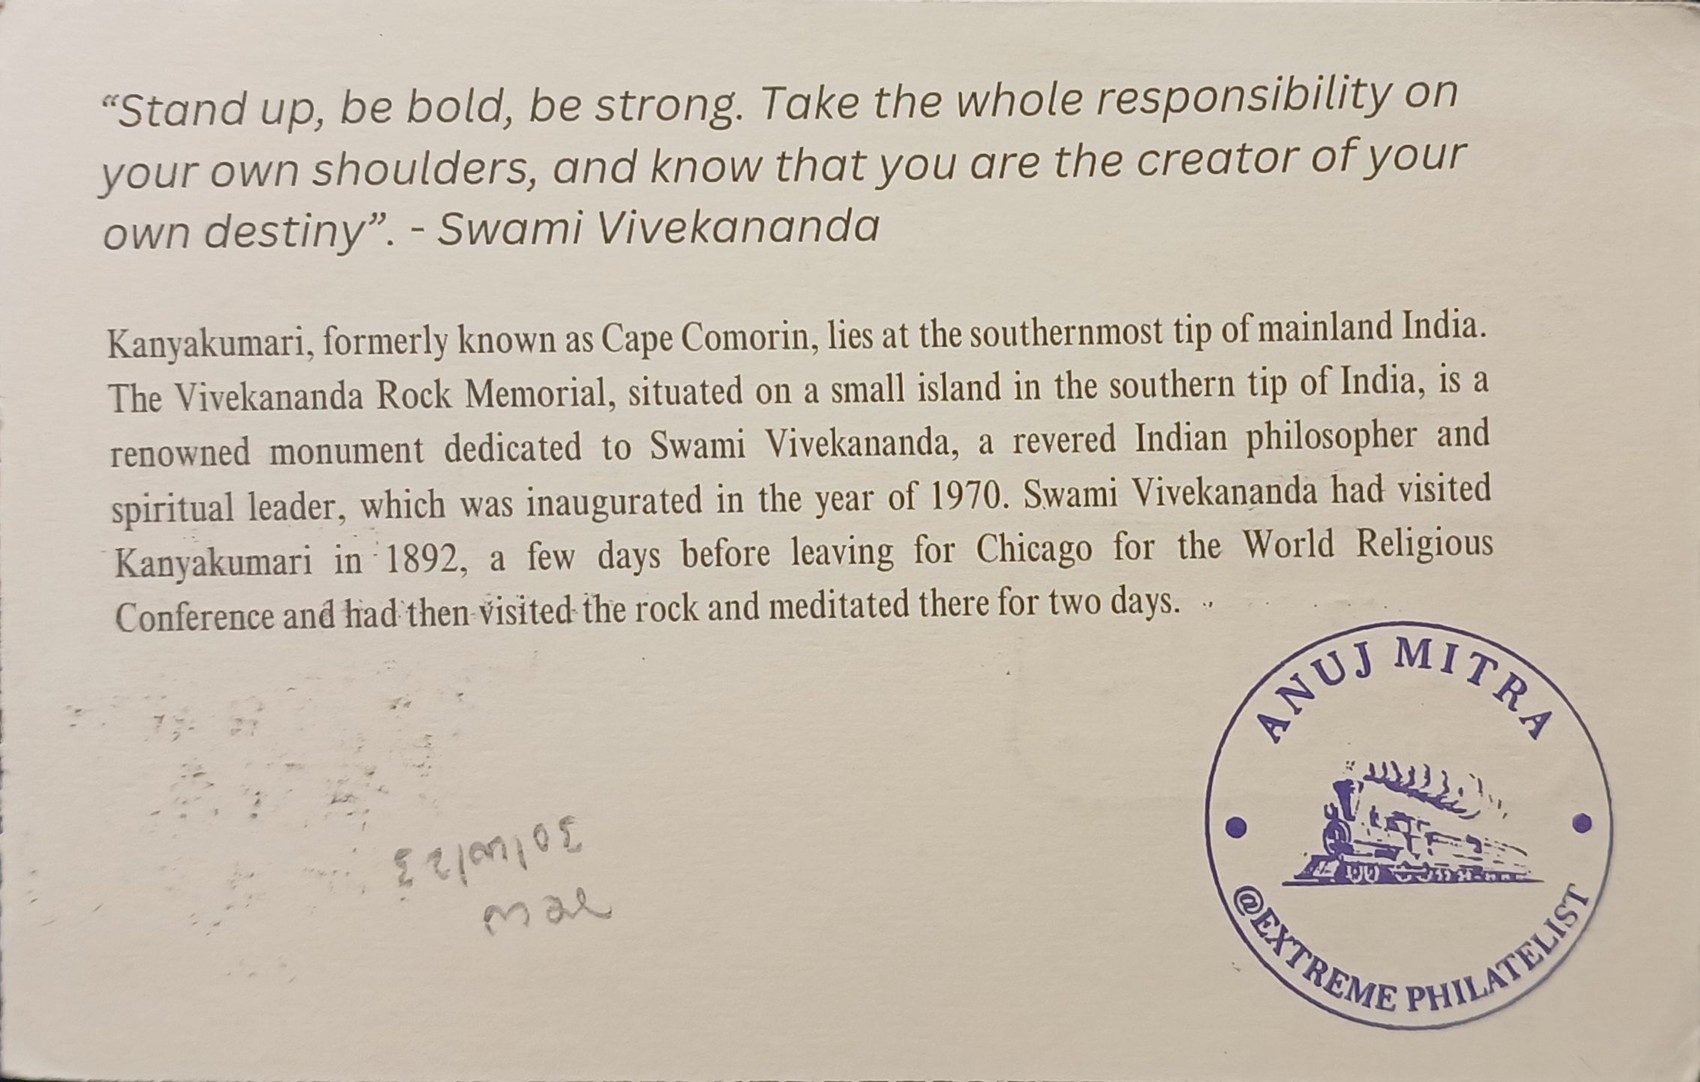 “Stand up, be bold, be strong. Take the whole responsibility on
your own shoulders, and know that you are the creator of your
own destiny”. - Swami Vivekananda
Kanyakumari, formerly known as Cape Comorin, lies at the southernmost tip of mainland India.
The Vivekananda Rock Memorial, situated on a small island in the southern tip of India, is a
renowned monument dedicated to Swami Vivekananda, a revered Indian philosopher and
spiritual leader, which was inaugurated in the year of 1970. Swami Vivekananda had visited
Kanyakumari in 1892, a few days before leaving for Chicago for the World Religious
Conference and had then visited the rock and meditated there for two days.
ANUJ MITRA
@EXTREME PHILATELIST